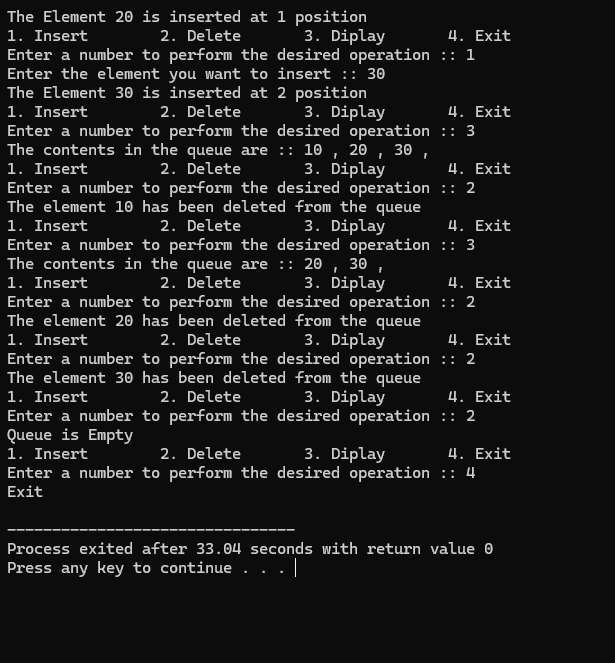 The Element 20 is inserted at 1 position
1. Insert        2. Delete       3. Diplay       4. Exit
Enter a number to perform the desired operation :: 1
Enter the element you want to insert :: 30
The Element 30 is inserted at 2 position
1. Insert        2. Delete       3. Diplay       4. Exit
Enter a number to perform the desired operation :: 3
The contents in the queue are :: 10 , 20 , 30 ,
1. Insert        2. Delete       3. Diplay       4. Exit
Enter a number to perform the desired operation :: 2
The element 10 has been deleted from the queue
1. Insert        2. Delete       3. Diplay       4. Exit
Enter a number to perform the desired operation :: 3
The contents in the queue are :: 20 , 30 ,
1. Insert        2. Delete       3. Diplay       4. Exit
Enter a number to perform the desired operation :: 2
The element 20 has been deleted from the queue
1. Insert        2. Delete       3. Diplay       4. Exit
Enter a number to perform the desired operation :: 2
The element 30 has been deleted from the queue
1. Insert        2. Delete       3. Diplay       4. Exit
Enter a number to perform the desired operation :: 2
Queue is Empty
1. Insert        2. Delete       3. Diplay       4. Exit
Enter a number to perform the desired operation :: 4
Exit
--------------------------------
Process exited after 33.04 seconds with return value 0
Press any key to continue . . .